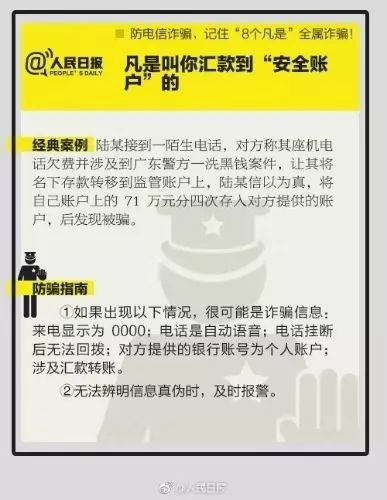 防电信诈骗，记住“8个凡是”全属诈骗！
@人民日报
PEOPLE'S DAILY
凡是叫你汇款到“安全账
户”的
经典案例 陆某接到一陌生电话，对方称其座机电
话欠费并涉及到广东警方一洗黑钱案件，让其将
名下存款转移到监管账户上，陆某信以为真，将
自己账户上的 71 万元分四次存入对方提供的账
户，后发现被骗。
防骗指南
①如果出现以下情况，很可能是诈骗信息：
来电显示为 0000；电话是自动语音；电话挂断
后无法回拨；对方提供的银行账号为个人账户；
涉及汇款转账。
②无法辨明信息真伪时，及时报警。
@人民日报